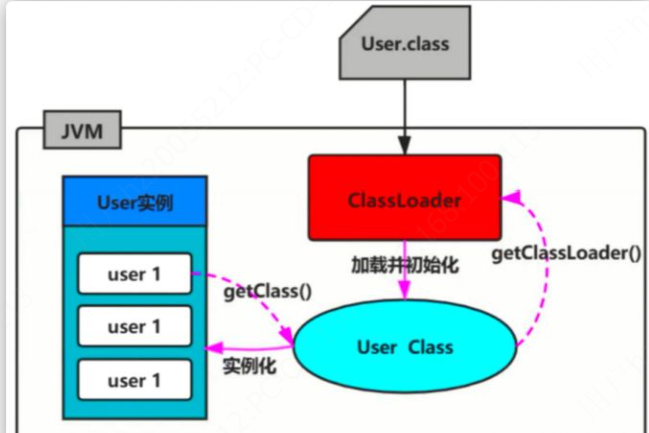 User.class
JVM
User实例
ClassLoader
加载并初始化
getClassLoader()
user 1
getClass()
user 1
User Class
实例化
user 1